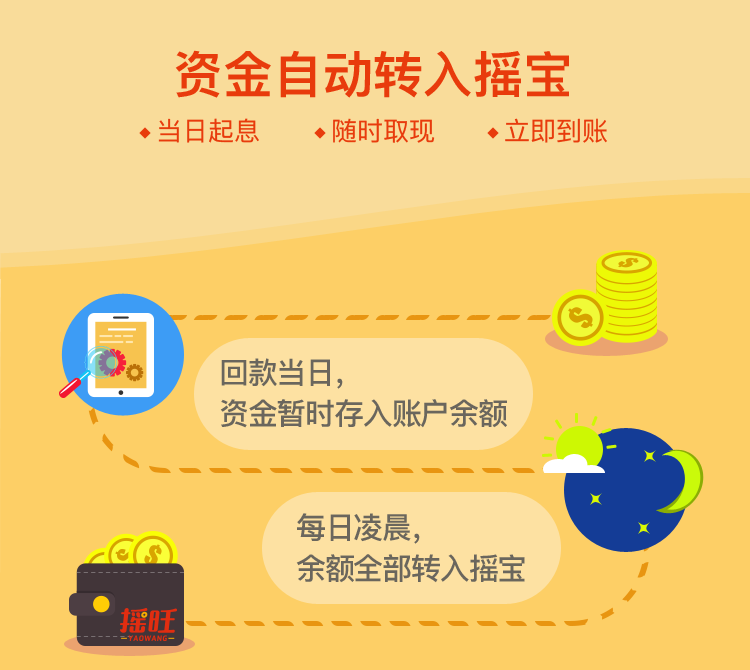 资金自动转入摇宝
◆ 当日起息 ◆ 随时取现 ◆ 立即到账
回款当日，
资金暂时存入账户余额
每日凌晨，
余额全部转入摇宝
摇旺
YAOWANG